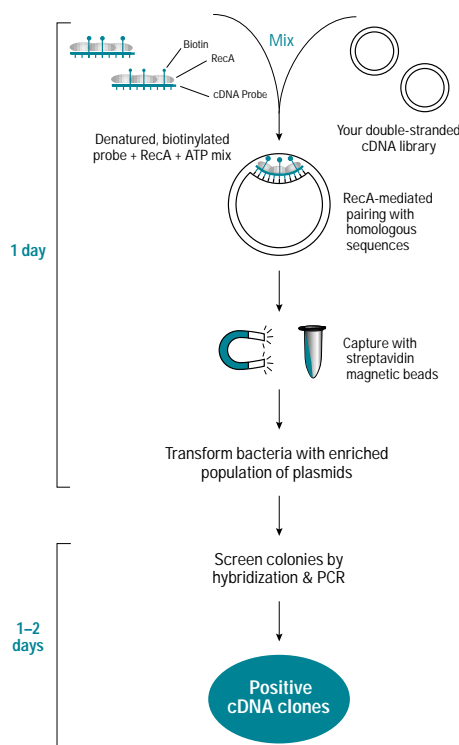 Biotin
RecA
cDNA Probe
Mix
Denatured, biotinylated
probe + RecA + ATP mix
Your double-stranded
cDNA library
RecA-mediated
pairing with
homologous
sequences
1 day
Capture with
streptavidin
magnetic beads
Transform bacteria with enriched
population of plasmids
Screen colonies by
hybridization & PCR
1–2
days
Positive
cDNA clones